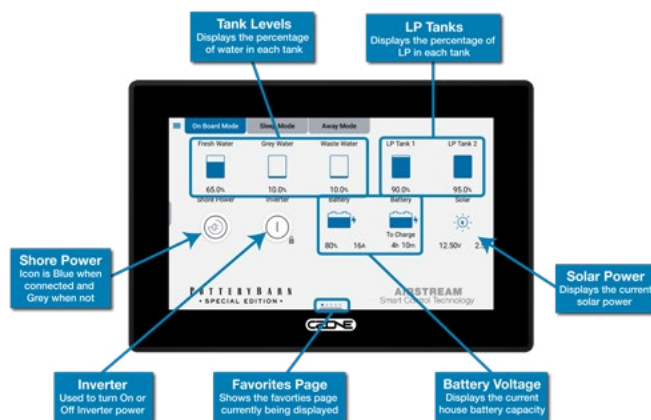 Tank Levels
Displays the percentage
of water in each tank
LP Tanks
Displays the percentage of
LP in each tank
On Board Mode
Sleep Mode
Away Mode
Fresh Water
Grey Water
Waste Water
LP Tank 1
LP Tank 2
65.0%
10.0%
10.0%
90.0%
95.0%
Shore Power
Inverter
Battery
Battery
Solar
To Charge
80%
16A
4h 10m
12.50V
Shore Power
Icon is Blue when
connected and
Grey when not
Solar Power
Displays the current
solar power
POTTERYBARN
• SPECIAL EDITION •
AIRSTREAM
Smart Control Technology
CZONE
Inverter
Used to turn On or
Off Inverter power
Favorites Page
Shows the favorties page
currently being displayed
Battery Voltage
Displays the current
house battery capacity